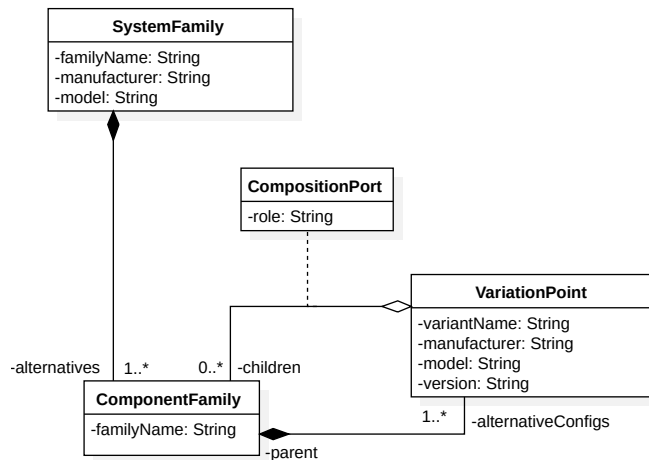 SystemFamily
-familyName: String
-manufacturer: String
-model: String
CompositionPort
-role: String
VariationPoint
-variantName: String
-manufacturer: String
-model: String
-version: String
-alternatives
1..*
0..*
-children
ComponentFamily
-familyName: String
1..*
-alternativeConfigs
-parent